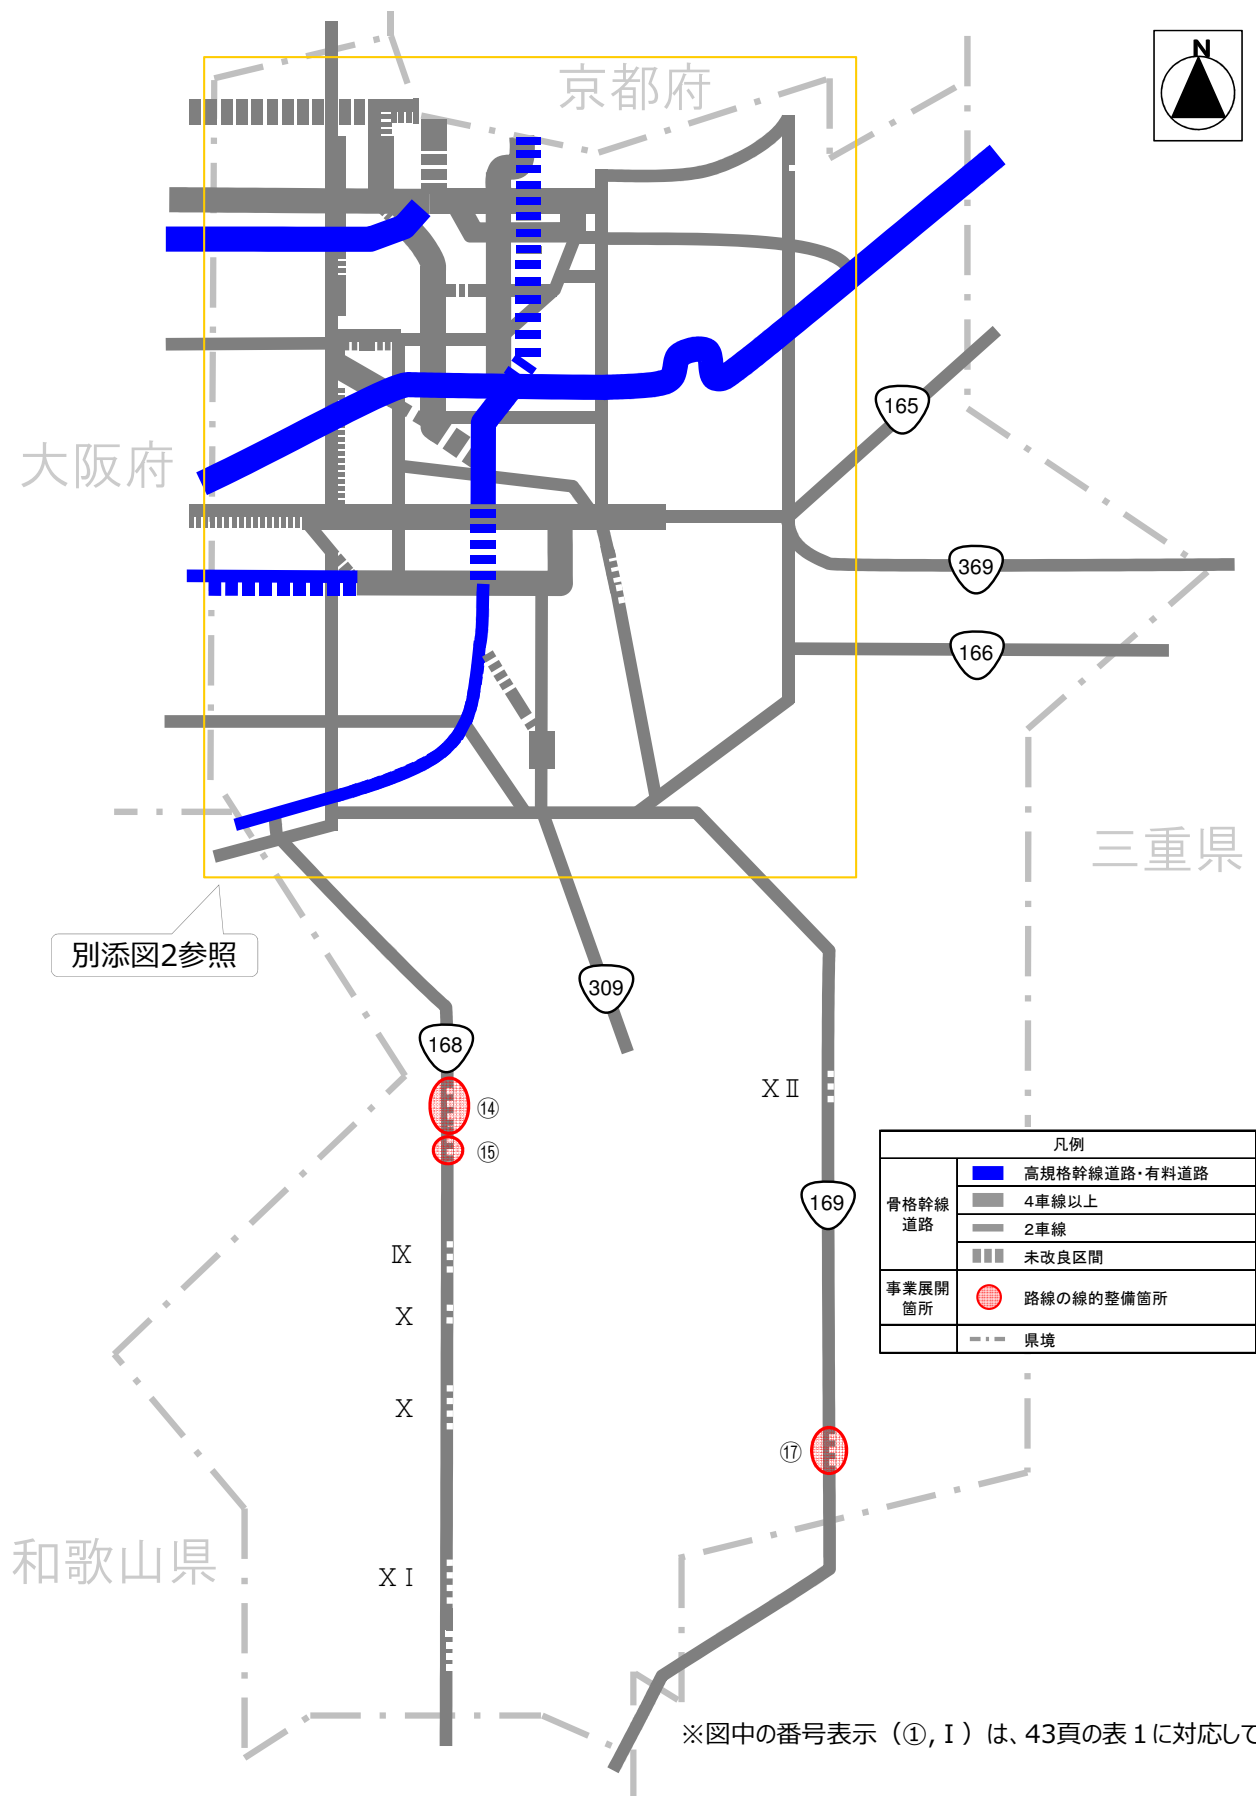 N
京都府
165
大阪府
369
166
三重県
別添図2参照
309
168
ⅩⅡ
⑭
⑮
凡例
骨格幹線
道路
高規格幹線道路・有料道路
4車線以上
2車線
未改良区間
事業展開
箇所
路線の線的整備箇所
県境
169
Ⅸ
Ⅹ
Ⅹ
⑰
和歌山県
ⅩⅠ
※図中の番号表示（①,Ⅰ）は、43頁の表１に対応して